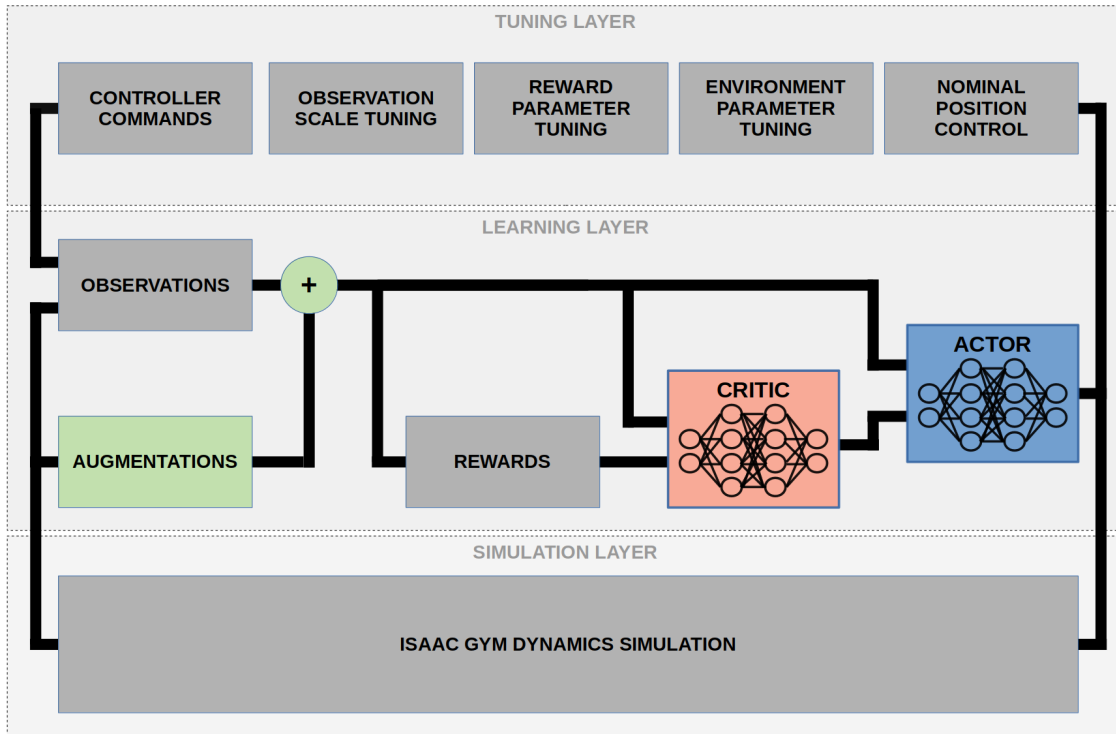 TUNING LAYER
CONTROLLER
COMMANDS
OBSERVATION
SCALE TUNING
REWARD
PARAMETER
TUNING
ENVIRONMENT
PARAMETER
TUNING
NOMINAL
POSITION
CONTROL
LEARNING LAYER
OBSERVATIONS
+
ACTOR
CRITIC
AUGMENTATIONS
REWARDS
SIMULATION LAYER
ISAAC GYM DYNAMICS SIMULATION